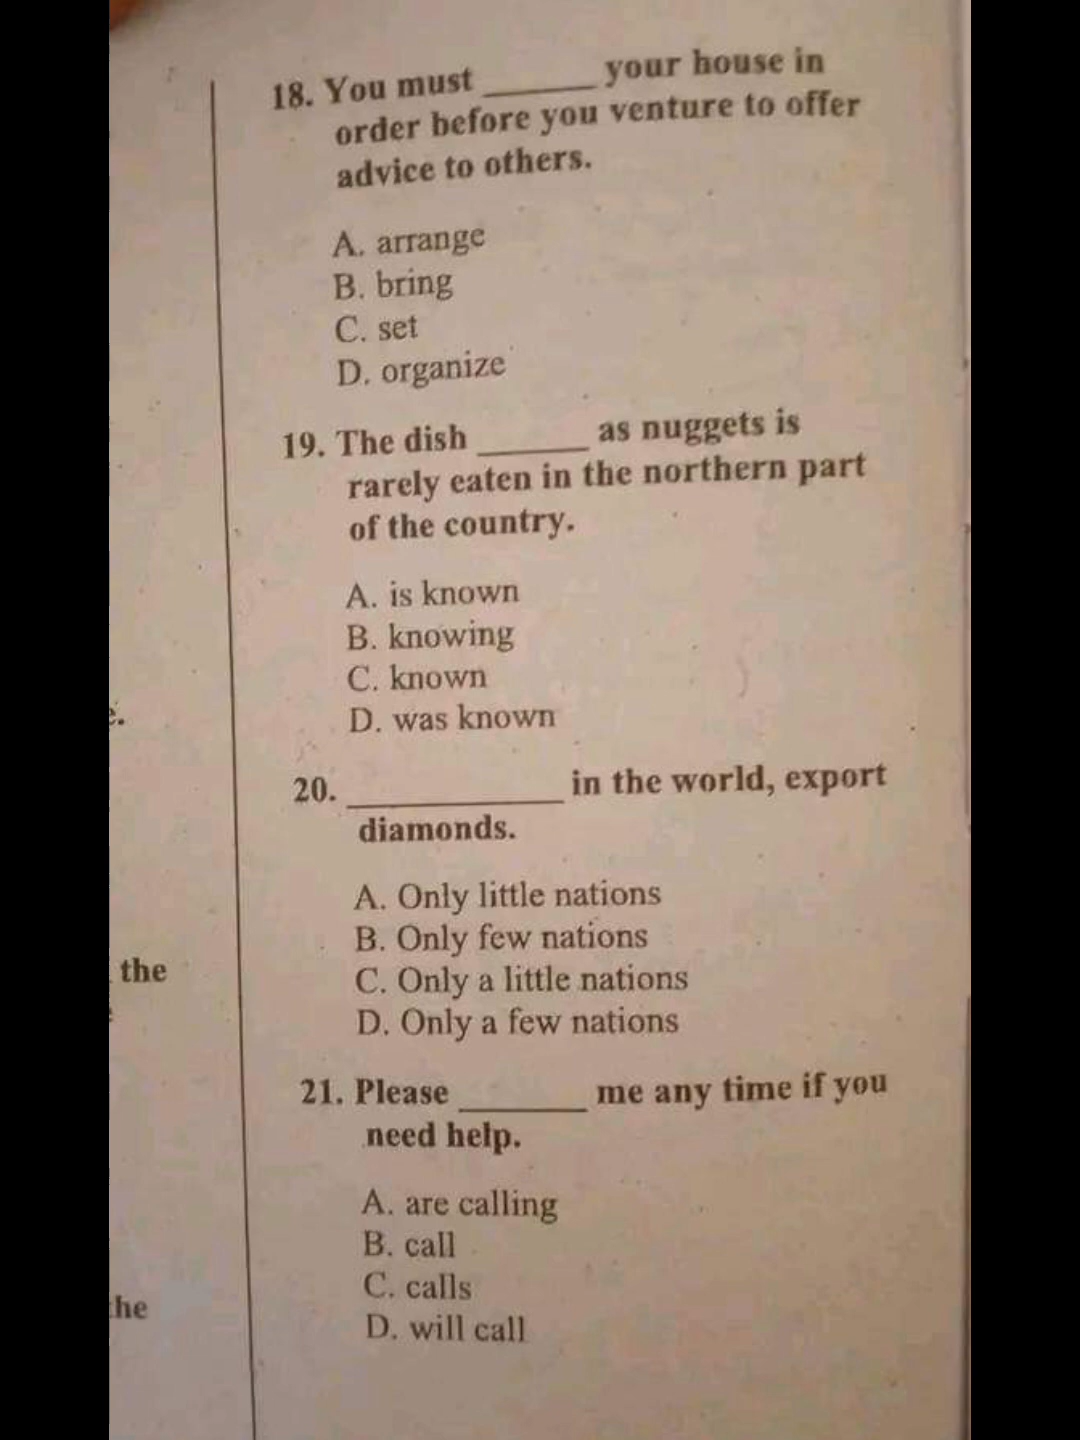 18. You must ______ your house in
order before you venture to offer
advice to others.
A. arrange
B. bring
C. set
D. organize
19. The dish ______ as nuggets is
rarely eaten in the northern part
of the country.
A. is known
B. knowing
C. known
D. was known
20. ____________ in the world, export
diamonds.
A. Only little nations
B. Only few nations
C. Only a little nations
D. Only a few nations
21. Please _______ me any time if you
need help.
A. are calling
B. call
C. calls
D. will call
the